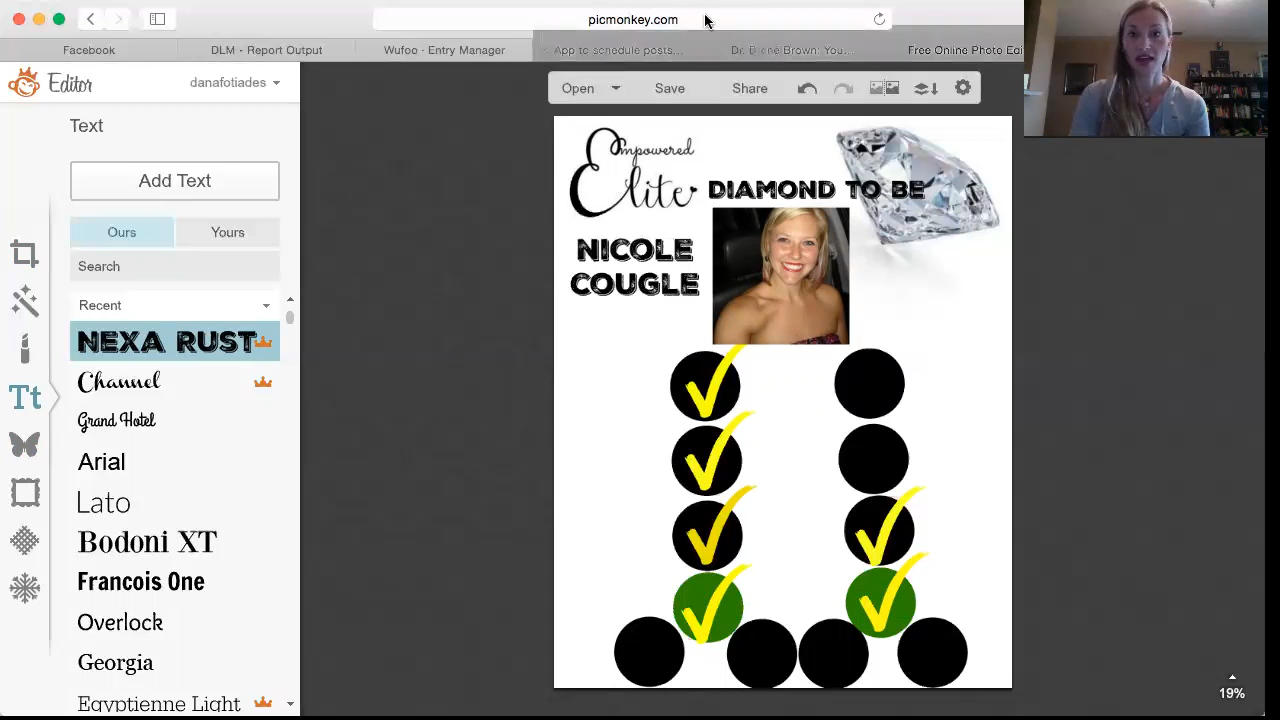 picmonkey.com
Facebook
DLM - Report Output
Wufoo - Entry Manager
App to schedule posts...
Dr. Brené Brown: You...
Free Online Photo Edi
Editor
danafotiades
Open
Save
Share
Text
Add Text
Ours
Yours
Search
Recent
NEXA RUST
Channel
Grand Hotel
Arial
Lato
Bodoni XT
Francois One
Overlock
Georgia
Egyptienne Light
Empowered
Elite
DIAMOND TO BE
NICOLE
COUGLE
19%
Tt